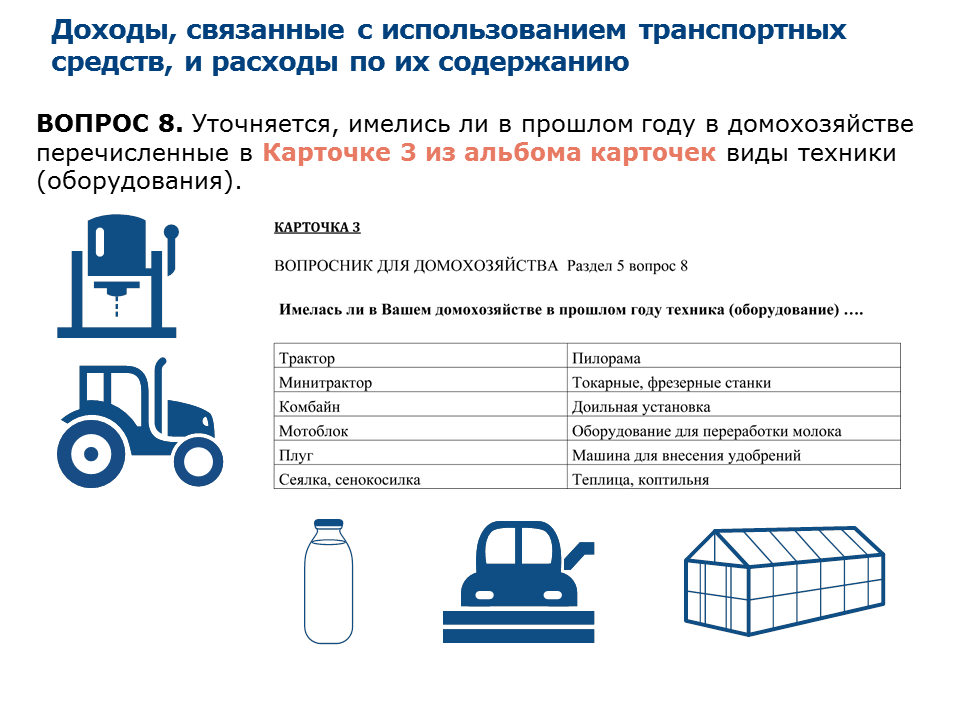 Доходы, связанные с использованием транспортных
средств, и расходы по их содержанию
ВОПРОС 8. Уточняется, имелись ли в прошлом году в домохозяйстве
перечисленные в Карточке 3 из альбома карточек виды техники
(оборудования).
КАРТОЧКА 3
ВОПРОСНИК ДЛЯ ДОМОХОЗЯЙСТВА Раздел 5 вопрос 8
Имелась ли в Вашем домохозяйстве в прошлом году техника (оборудование) ….
Трактор Пилорама
Минитрактор Токарные, фрезерные станки
Комбайн Доильная установка
Мотоблок Оборудование для переработки молока
Плуг Машина для внесения удобрений
Сеялка, сенокосилка Теплица, коптильня